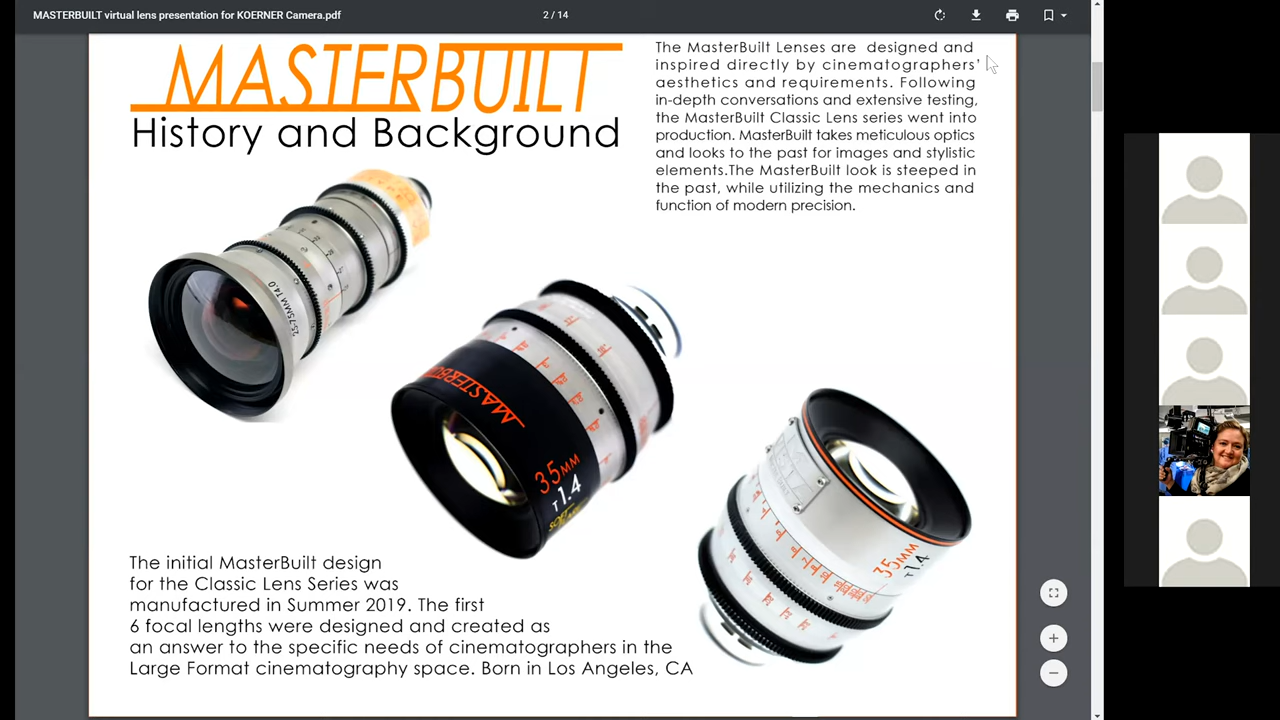 MASTERBUILT virtual lens presentation for KOERNER Camera.pdf
2 / 14
MASTERBUILT
History and Background
The MasterBuilt Lenses are designed and
inspired directly by cinematographers'
aesthetics and requirements. Following
in-depth conversations and extensive testing,
the MasterBuilt Classic Lens series went into
production. MasterBuilt takes meticulous optics
and looks to the past for images and stylistic
elements.The MasterBuilt look is steeped in
the past, while utilizing the mechanics and
function of modern precision.
25-75MM T4.0
MASTERBUILT
35MM
T1.4
SOFT
35MM
T1.4
The initial MasterBuilt design
for the Classic Lens Series was
manufactured in Summer 2019. The first
6 focal lengths were designed and created as
an answer to the specific needs of cinematographers in the
Large Format cinematography space. Born in Los Angeles, CA